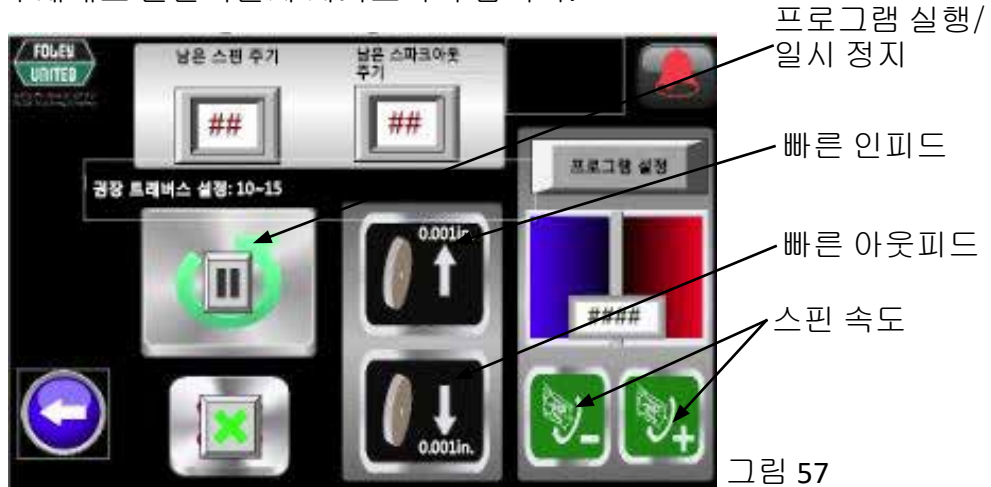 프로그램 실행/
일시 정지
FOLEY
UNITED
남은 스핀 주기
남은 스파크아웃
주기
##
##
빠른 인피드
프로그램 설정
권장 트래버스 설정: 10~15
0.001in.
빠른 아웃피드
####
스핀 속도
0.001in.
그림 57